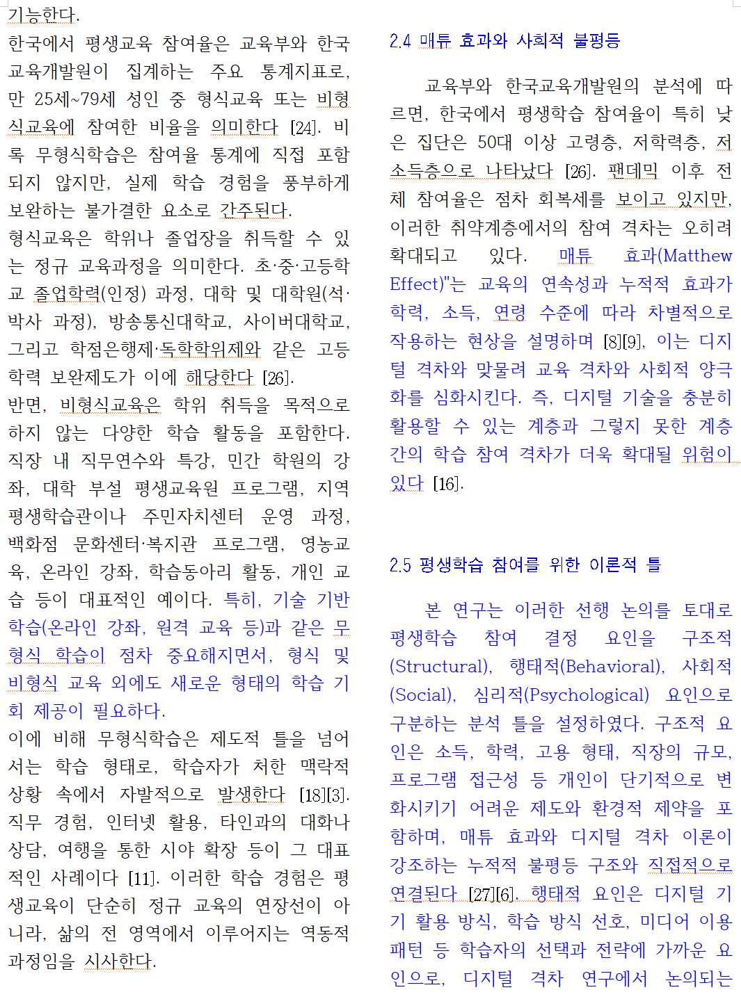 기능한다.
한국에서 평생교육 참여율은 교육부와 한국
교육개발원이 집계하는 주요 통계지표로,
만 25세~79세 성인 중 형식교육 또는 비형
식교육에 참여한 비율을 의미한다 [24]. 비
록 무형식학습은 참여율 통계에 직접 포함
되지 않지만, 실제 학습 경험을 풍부하게
보완하는 불가결한 요소로 간주된다.
형식교육은 학위나 졸업장을 취득할 수 있
는 정규 교육과정을 의미한다. 초·중·고등학
교 졸업학력(인정) 과정, 대학 및 대학원(석·
박사 과정), 방송통신대학교, 사이버대학교,
그리고 학점은행제·독학학위제와 같은 고등
학력 보완제도가 이에 해당한다 [26].
반면, 비형식교육은 학위 취득을 목적으로
하지 않는 다양한 학습 활동을 포함한다.
직장 내 직무연수와 특강, 민간 학원의 강
좌, 대학 부설 평생교육원 프로그램, 지역
평생학습관이나 주민자치센터 운영 과정,
백화점 문화센터·복지관 프로그램, 영농교
육, 온라인 강좌, 학습동아리 활동, 개인 교
습 등이 대표적인 예이다. 특히, 기술 기반
학습(온라인 강좌, 원격 교육 등)과 같은 무
형식 학습이 점차 중요해지면서, 형식 및
비형식 교육 외에도 새로운 형태의 학습 기
회 제공이 필요하다.
이에 비해 무형식학습은 제도적 틀을 넘어
서는 학습 형태로, 학습자가 처한 맥락적
상황 속에서 자발적으로 발생한다 [18][3].
직무 경험, 인터넷 활용, 타인과의 대화나
상담, 여행을 통한 시야 확장 등이 그 대표
적인 사례이다 [11]. 이러한 학습 경험은 평
생교육이 단순히 정규 교육의 연장선이 아
니라, 삶의 전 영역에서 이루어지는 역동적
과정임을 시사한다.
2.4 매튜 효과와 사회적 불평등
교육부와 한국교육개발원의 분석에 따
르면, 한국에서 평생학습 참여율이 특히 낮
은 집단은 50대 이상 고령층, 저학력층, 저
소득층으로 나타났다 [26]. 팬데믹 이후 전
체 참여율은 점차 회복세를 보이고 있지만,
이러한 취약계층에서의 참여 격차는 오히려
확대되고 있다. 매튜 효과(Matthew
Effect)"는 교육의 연속성과 누적적 효과가
학력, 소득, 연령 수준에 따라 차별적으로
작용하는 현상을 설명하며 [8][9], 이는 디지
털 격차와 맞물려 교육 격차와 사회적 양극
화를 심화시킨다. 즉, 디지털 기술을 충분히
활용할 수 있는 계층과 그렇지 못한 계층
간의 학습 참여 격차가 더욱 확대될 위험이
있다 [16].
2.5 평생학습 참여를 위한 이론적 틀
본 연구는 이러한 선행 논의를 토대로
평생학습 참여 결정 요인을 구조적
(Structural), 행태적(Behavioral), 사회적
(Social), 심리적(Psychological) 요인으로
구분하는 분석 틀을 설정하였다. 구조적 요
인은 소득, 학력, 고용 형태, 직장의 규모,
프로그램 접근성 등 개인이 단기적으로 변
화시키기 어려운 제도와 환경적 제약을 포
함하며, 매튜 효과와 디지털 격차 이론이
강조하는 누적적 불평등 구조와 직접적으로
연결된다 [27][6]. 행태적 요인은 디지털 기
기 활용 방식, 학습 방식 선호, 미디어 이용
패턴 등 학습자의 선택과 전략에 가까운 요
인으로, 디지털 격차 연구에서 논의되는